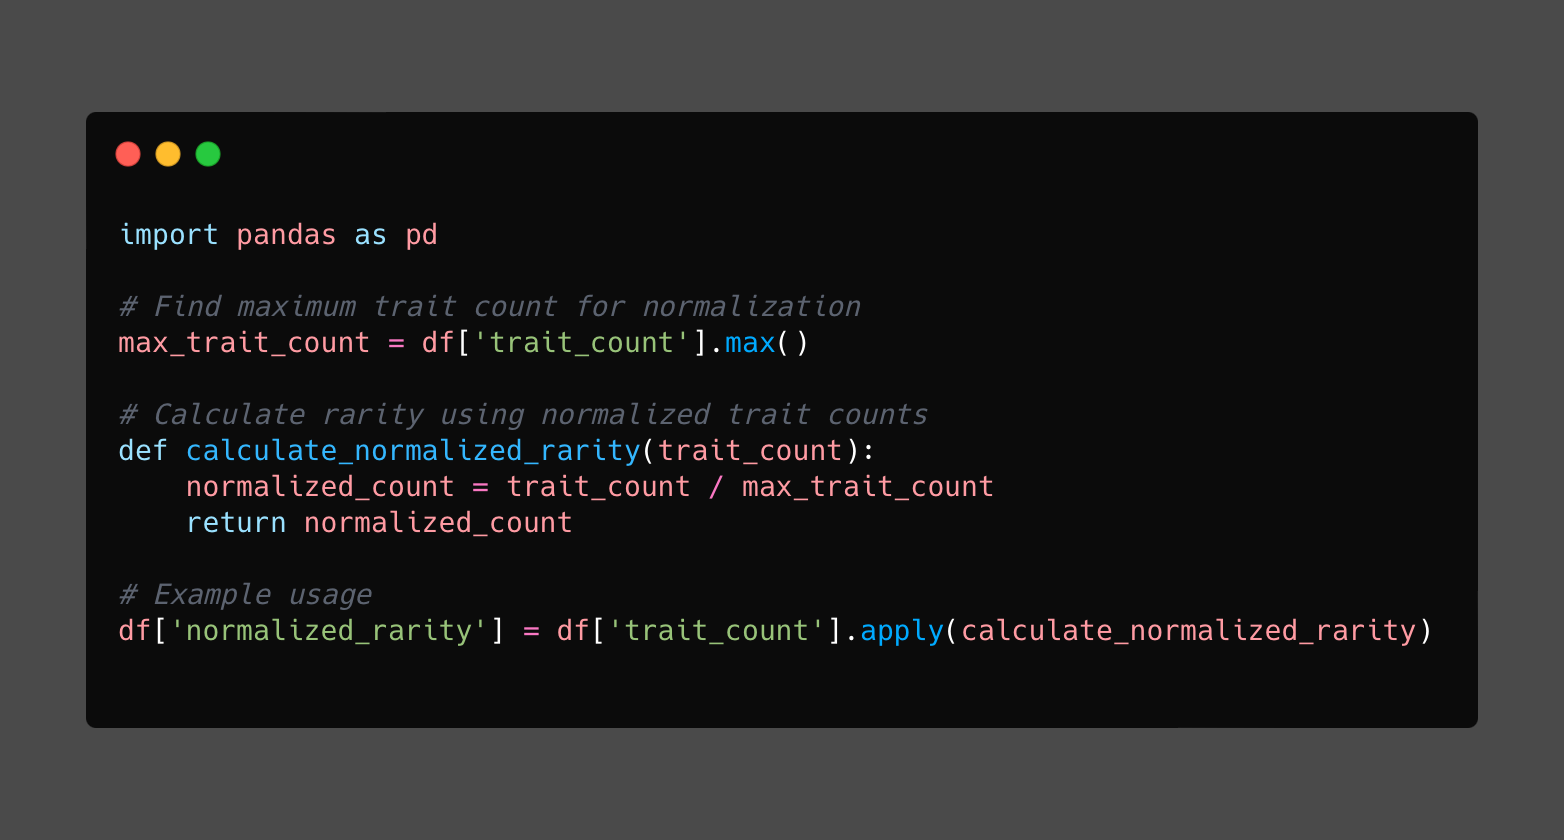 import pandas as pd
# Find maximum trait count for normalization
max_trait_count = df['trait_count'].max()
# Calculate rarity using normalized trait counts
def calculate_normalized_rarity(trait_count):
    normalized_count = trait_count / max_trait_count
    return normalized_count
# Example usage
df['normalized_rarity'] = df['trait_count'].apply(calculate_normalized_rarity)